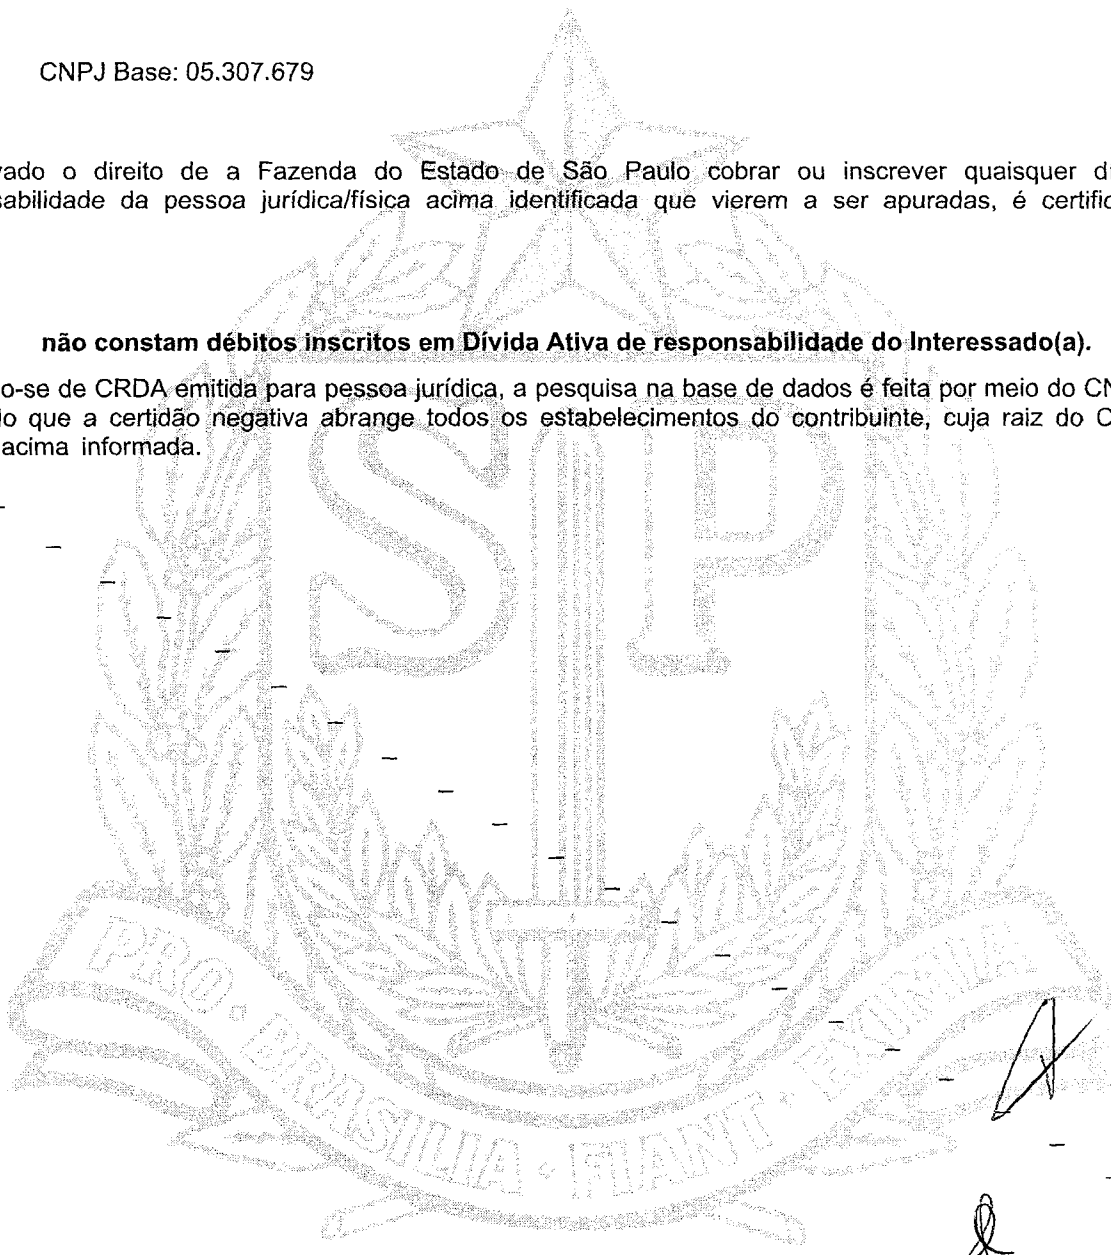 CNPJ Base: 05.307.679
vado o direito de a Fazenda do Estado de São Paulo cobrar ou inscrever quaisquer d
sabilidade da pessoa jurídica/física acima identificada que vierem a ser apuradas, é certific
não constam débitos inscritos em Dívida Ativa de responsabilidade do Interessado(a).
o-se de CRDA emitida para pessoa jurídica, a pesquisa na base de dados é feita por meio do CN
do que a certidão negativa abrange todos os estabelecimentos do contribuinte, cuja raiz do C
acima informada.
SP
PRO · BRASILIA · FIANT · EXIMIA